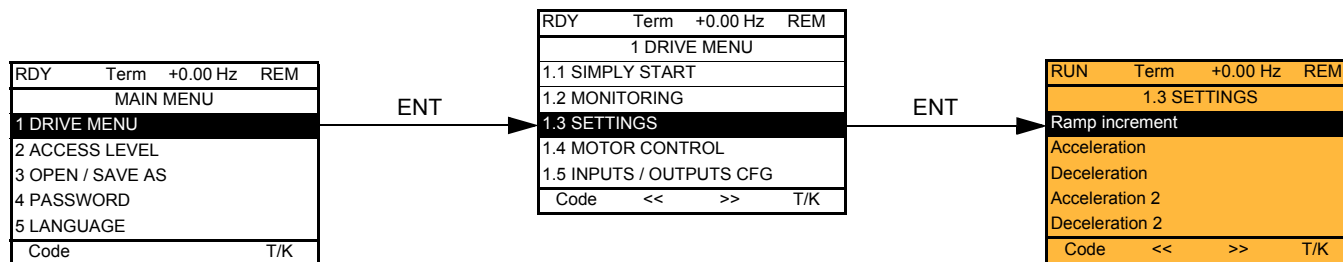 RDY Term +0.00 Hz REM
MAIN MENU
1 DRIVE MENU
2 ACCESS LEVEL
3 OPEN / SAVE AS
4 PASSWORD
5 LANGUAGE
Code T/K
ENT
RDY Term +0.00 Hz REM
1 DRIVE MENU
1.1 SIMPLY START
1.2 MONITORING
1.3 SETTINGS
1.4 MOTOR CONTROL
1.5 INPUTS / OUTPUTS CFG
Code << >> T/K
ENT
RUN Term +0.00 Hz REM
1.3 SETTINGS
Ramp increment
Acceleration
Deceleration
Acceleration 2
Deceleration 2
Code << >> T/K